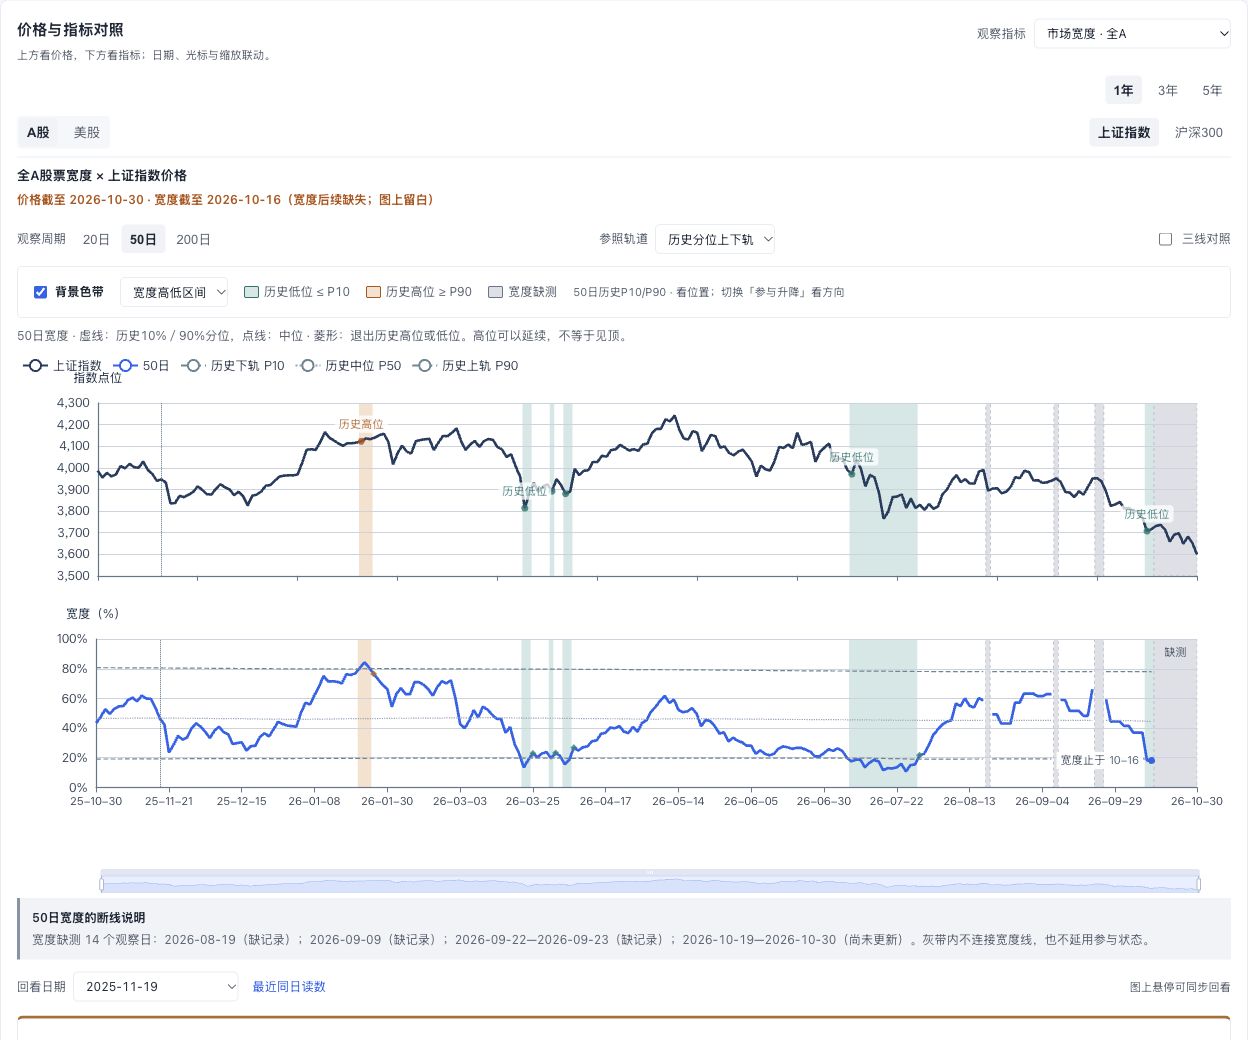 价格与指标对照
观察指标 市场宽度 · 全A
上方看价格，下方看指标；日期、光标与缩放联动。
1年 3年 5年
A股 美股 上证指数 沪深300
全A股票宽度 × 上证指数价格
价格截至 2026-10-30 · 宽度截至 2026-10-16（宽度后续缺失；图上留白）
观察周期 20日 50日 200日 参照轨道 历史分位上下轨 三线对照
背景色带 宽度高低区间 历史低位 ≤ P10 历史高位 ≥ P90 宽度缺测 50日历史P10/P90 · 看位置；切换「参与升降」看方向
50日宽度 · 虚线：历史10% / 90%分位，点线：中位 · 菱形：退出历史高位或低位。高位可以延续，不等于见顶。
上证指数 50日 历史下轨 P10 历史中位 P50 历史上轨 P90
指数点位
4,300
4,200
历史高位
4,100
4,000
历史低位
3,900
历史低位
3,800
历史低位
3,700
3,600
3,500
宽度（%）
100%
缺测
80%
60%
40%
20%
宽度止于 10-16
0%
25-10-30 25-11-21 25-12-15 26-01-08 26-01-30 26-03-03 26-03-25 26-04-17 26-05-14 26-06-05 26-06-30 26-07-22 26-08-13 26-09-04 26-09-29 26-10-30
50日宽度的断线说明
宽度缺测 14 个观察日：2026-08-19（缺记录）；2026-09-09（缺记录）；2026-09-22—2026-09-23（缺记录）；2026-10-19—2026-10-30（尚未更新）。灰带内不连接宽度线，也不延用参与状态。
回看日期 2025-11-19 最近同日读数 图上悬停可同步回看